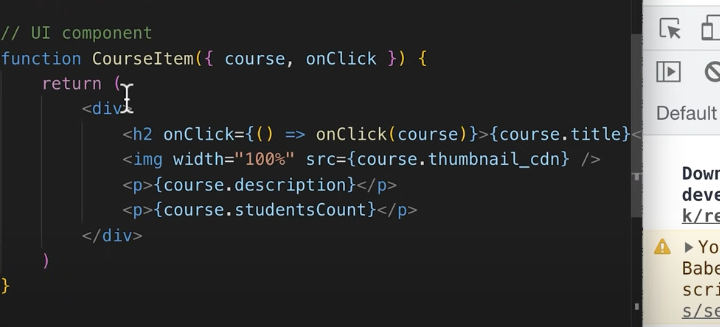 // UI component
function CourseItem({ course, onClick }) {
return (
<div>
<h2 onClick={() => onClick(course)}>{course.title}<
<img width="100%" src={course.thumbnail_cdn} />
<p>{course.description}</p>
<p>{course.studentsCount}</p>
</div>
)
}
Default
Down
deve
k/re
Yo
Babe
scri
s/se